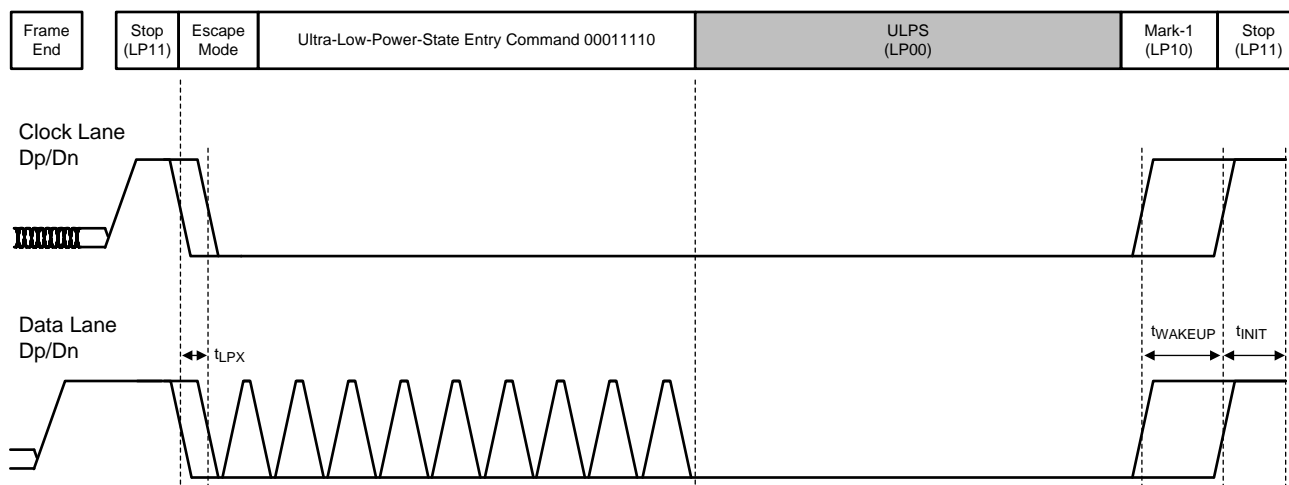 Frame
End
Stop
(LP11)
Escape
Mode
Ultra-Low-Power-State Entry Command 00011110
ULPS
(LP00)
Mark-1
(LP10)
Stop
(LP11)
Clock Lane
Dp/Dn
Data Lane
Dp/Dn
tLPX
tWAKEUP
tINIT